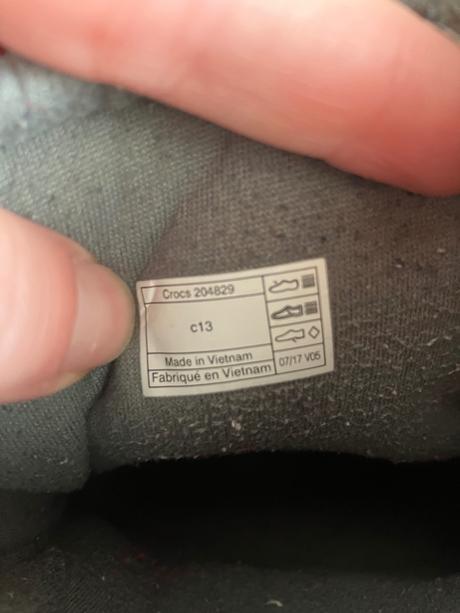 Crocs 204829
c13
Made in Vietnam
Fabriqué en Vietnam
07/17 V05